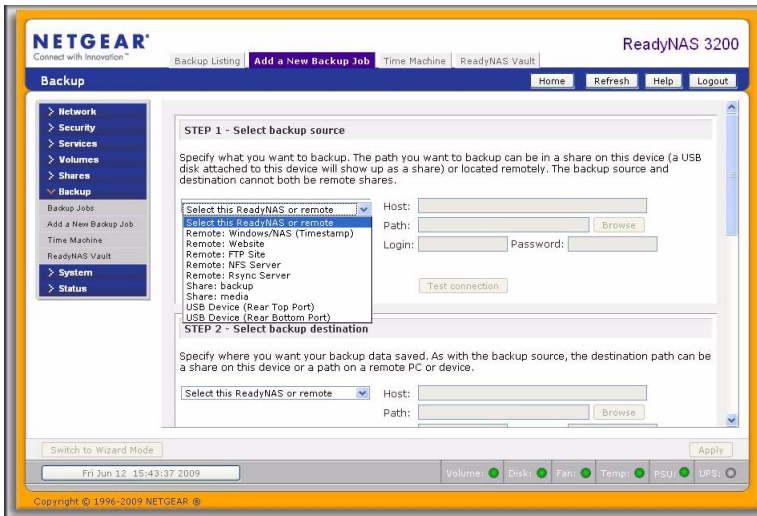 NETGEAR®
Connect with Innovation™
ReadyNAS 3200
Backup Listing
Add a New Backup Job
Time Machine
ReadyNAS Vault
Backup
Home
Refresh
Help
Logout
> Network
> Security
> Services
> Volumes
> Shares
Backup
Backup Jobs
Add a New Backup Job
Time Machine
ReadyNAS Vault
> System
> Status
STEP 1 - Select backup source
Specify what you want to backup. The path you want to backup can be in a share on this device (a USB
disk attached to this device will show up as a share) or located remotely. The backup source and
destination cannot both be remote shares.
Select this ReadyNAS or remote
Select this ReadyNAS or remote
Remote: Windows/NAS (Timestamp)
Remote: Website
Remote: FTP Site
Remote: NFS Server
Remote: Rsync Server
Share: backup
Share: media
USB Device (Rear Top Port)
USB Device (Rear Bottom Port)
Host:
Path:
Browse
Login:
Password:
Test connection
STEP 2 - Select backup destination
Specify where you want your backup data saved. As with the backup source, the destination path can be
a share on this device or a path on a remote PC or device.
Select this ReadyNAS or remote
Host:
Path:
Browse
Switch to Wizard Mode
Apply
Fri Jun 12 15:43:37 2009
Volume:
Disk:
Fan:
Temp:
PSU:
UPS:
Copyright © 1996-2009 NETGEAR ®